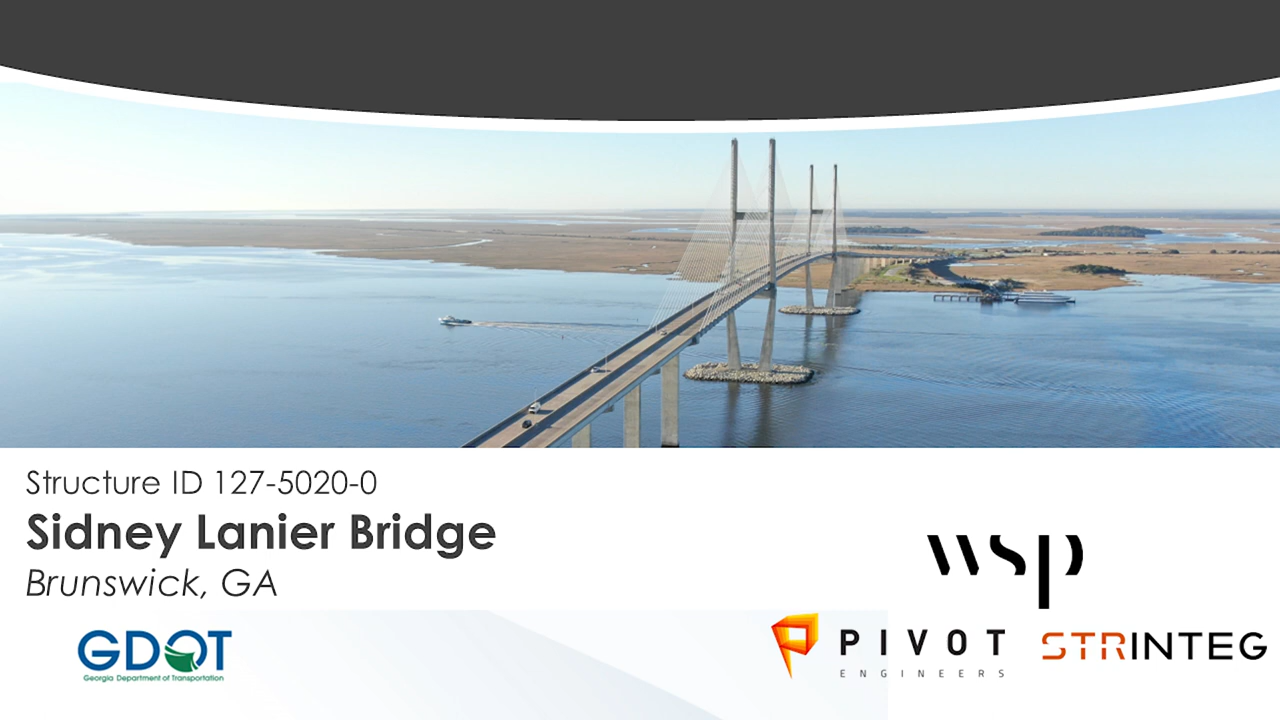 Structure ID 127-5020-0
Sidney Lanier Bridge
Brunswick, GA
GDOT
Georgia Department of Transportation
wsp
PIVOT
ENGINEERS
STRINTEG